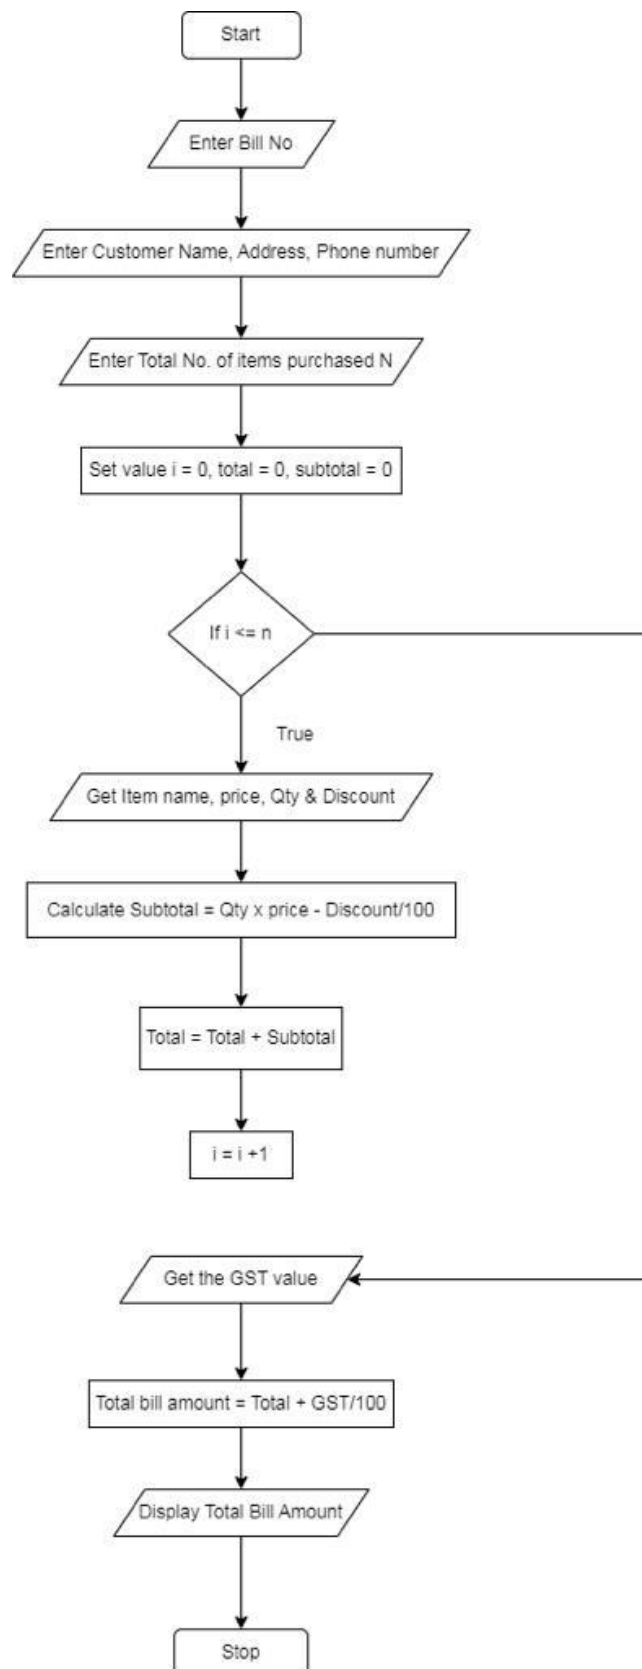 Start
Enter Bill No
Enter Customer Name, Address, Phone number
Enter Total No. of items purchased N
Set value i = 0, total = 0, subtotal = 0
If i <= n
True
Get Item name, price, Qty & Discount
Calculate Subtotal = Qty x price - Discount/100
Total = Total + Subtotal
i = i +1
Get the GST value
Total bill amount = Total + GST/100
Display Total Bill Amount
Stop